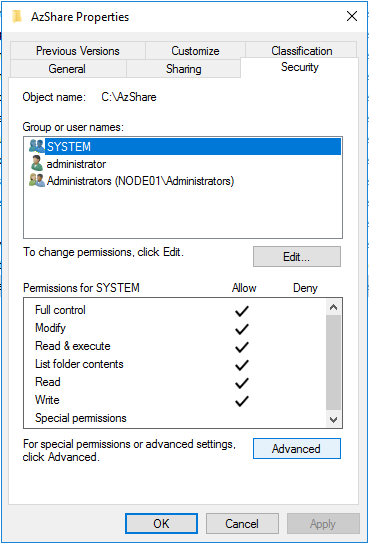 AzShare Properties
Previous Versions Customize Classification
General Sharing Security
Object name: C:\AzShare
Group or user names:
SYSTEM
administrator
Administrators (NODE01\Administrators)
To change permissions, click Edit.
Edit...
Permissions for SYSTEM Allow Deny
Full control
Modify
Read & execute
List folder contents
Read
Write
Special permissions
For special permissions or advanced settings,
click Advanced.
Advanced
OK Cancel Apply